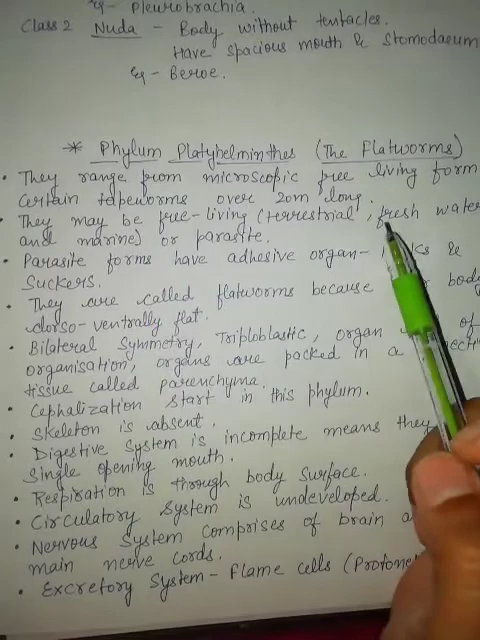 eg - Pleurobrachia.
Class 2 Nuda - Body without tentacles.
Have spacious mouth & Stomodaeum
eg - Beroe.
* Phylum Platyhelminthes (The Flatworms)
• They range from microscopic free living form
certain tapeworms over 20m long.
• They may be free-living (terrestrial, fresh water
and marine) or parasite.
• Parasite forms have adhesive organ- &
Suckers.
• They are called flatworms because body
dorso-ventrally flat.
• Bilateral Symmetry, Triploblastic, organ of
organisation, organs are packed in a
tissue called parenchyma.
• Cephalization start in this phylum.
• Skeleton is absent.
• Digestive System is incomplete means they
Single opening mouth.
• Respiration is through body surface.
• Circulatory System is undeveloped.
• Nervous System comprises of brain
main nerve cords.
• Excretory System - Flame cells (